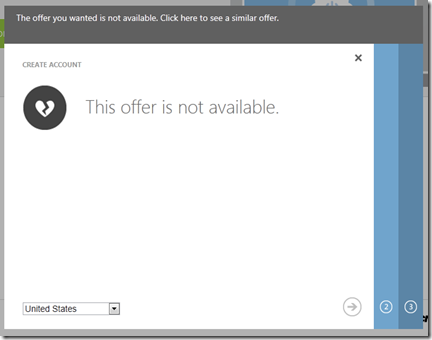 The offer you wanted is not available. Click here to see a similar offer.
CREATE ACCOUNT
This offer is not available.
United States
2
3